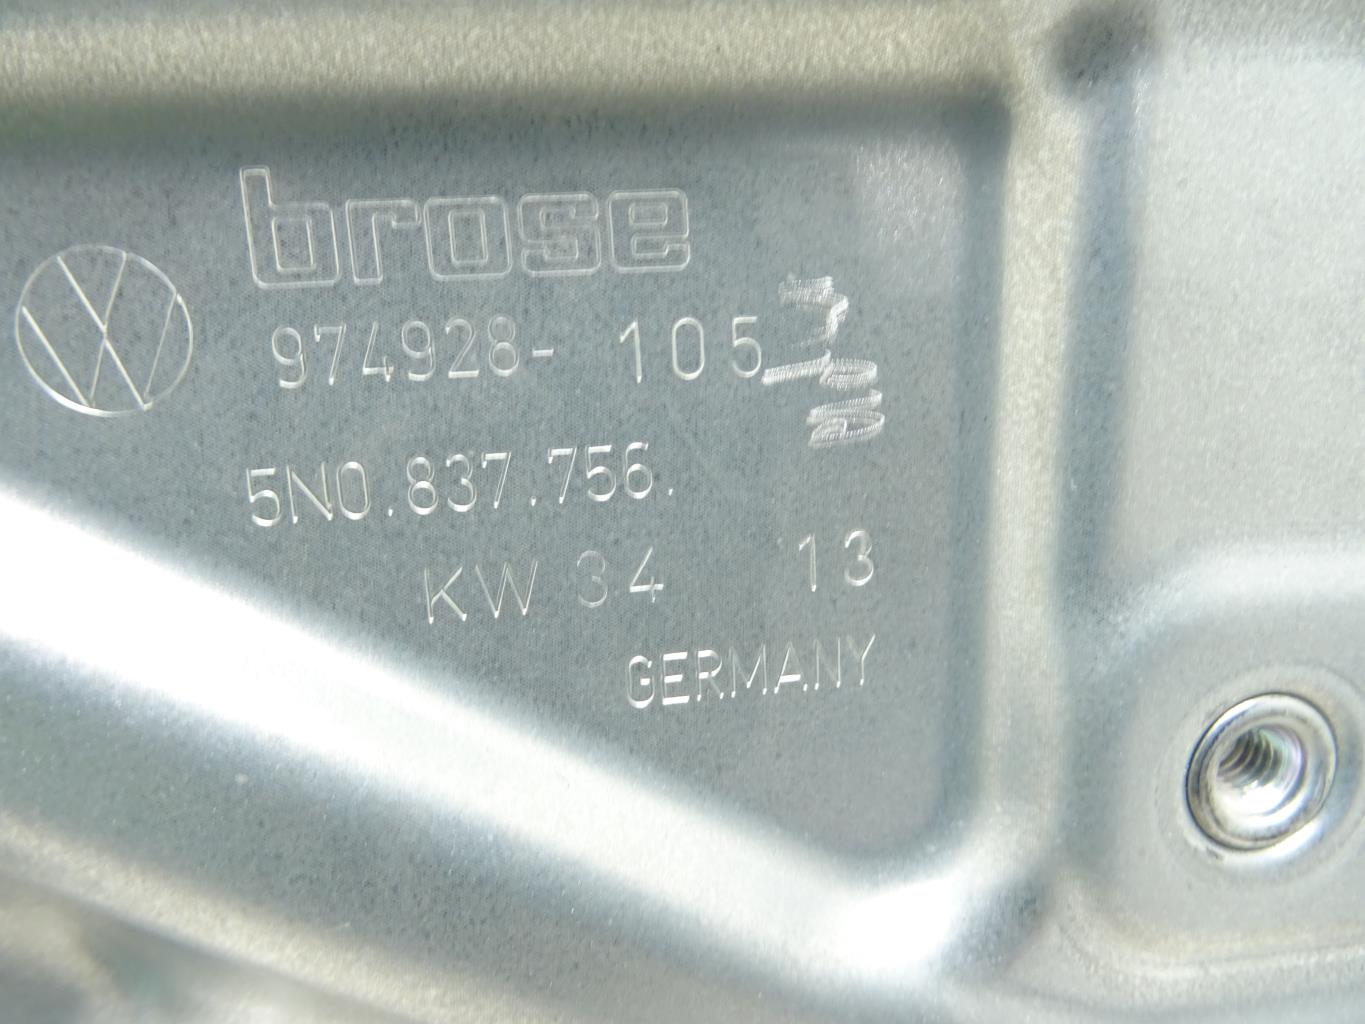 brose
974928- 105
5N0.837.756.
KW 34 13
GERMANY